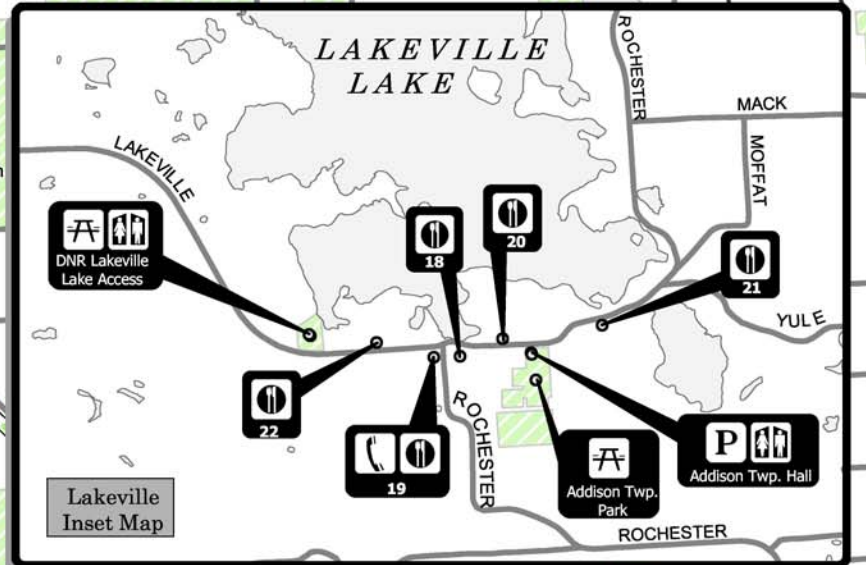 LAKEVILLE
LAKE
ROCHESTER
MACK
MOFFAT
LAKEVILLE
DNR Lakeville
Lake Access
18
20
21
YULE
22
19
ROCHESTER
P
Addison Twp. Hall
Addison Twp.
Park
Lakeville
Inset Map
ROCHESTER